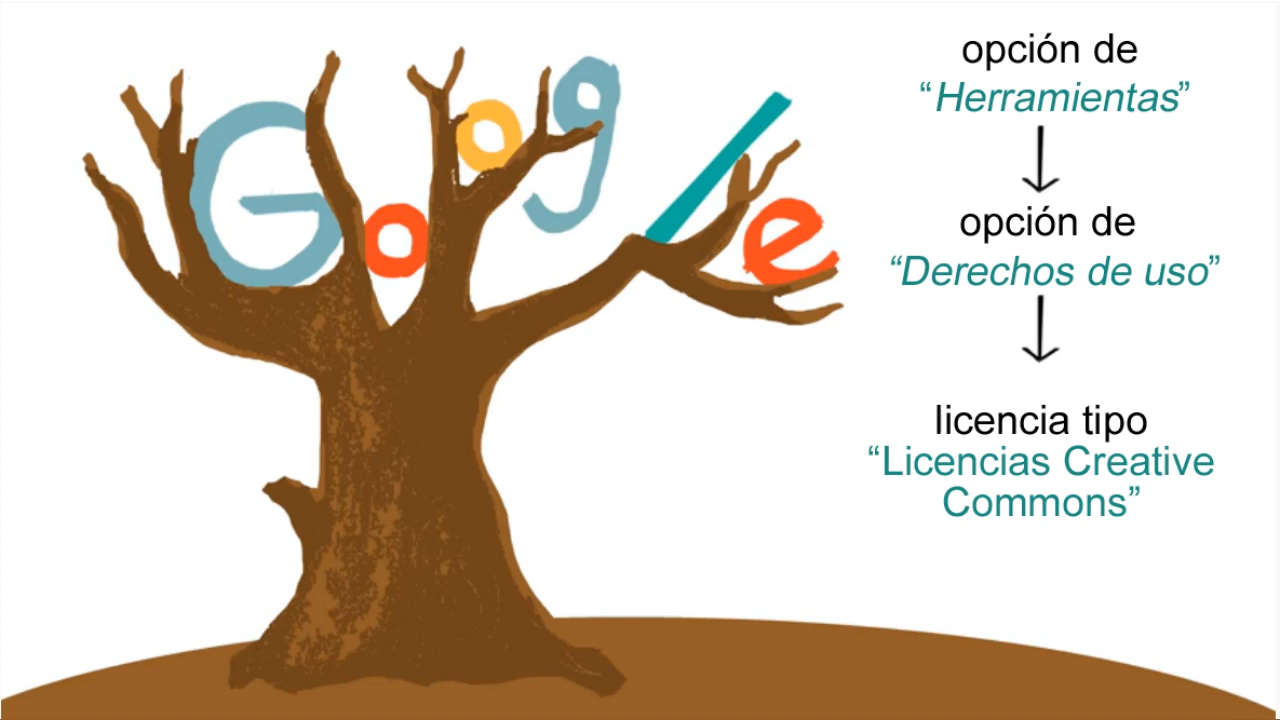 Google
opción de
“Herramientas”
opción de
“Derechos de uso”
licencia tipo
“Licencias Creative
Commons”